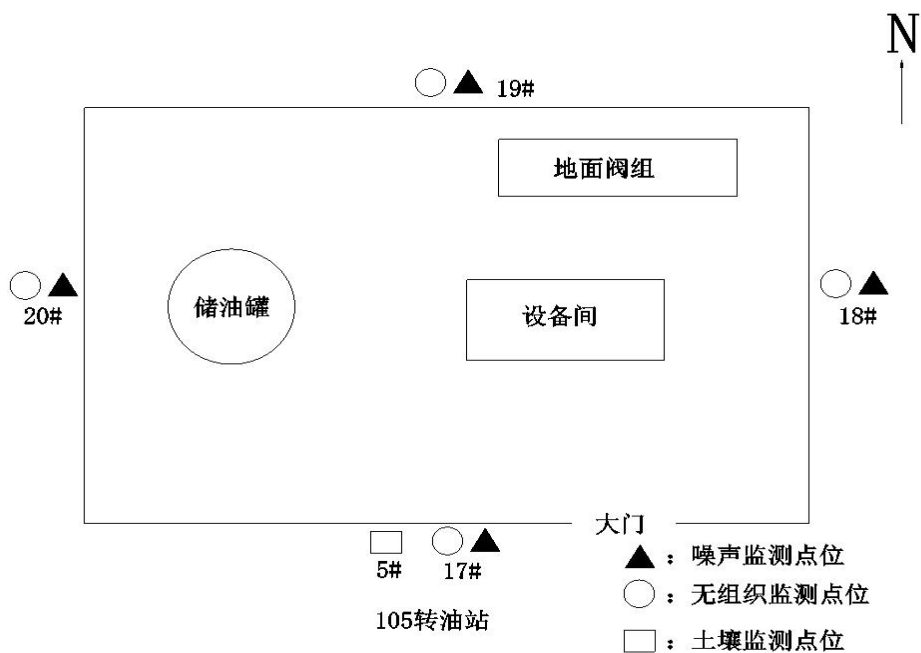 N
19#
地面阀组
20#
储油罐
设备间
18#
大门
5#
17#
105转油站
▲：噪声监测点位
○：无组织监测点位
□：土壤监测点位